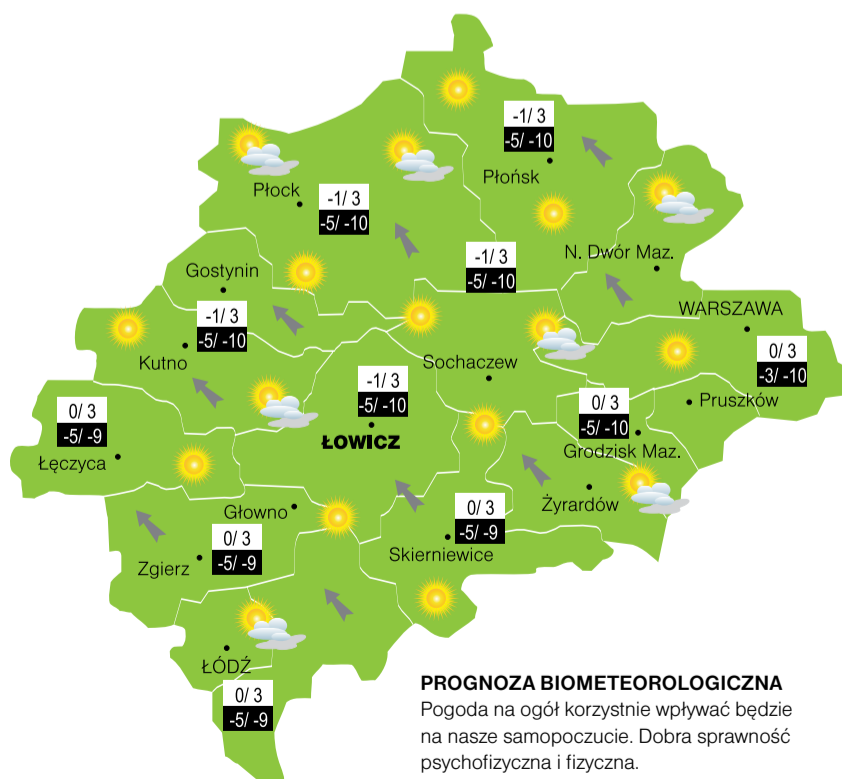 -1/ 3
-5/ -10
Płońsk
Płock
-1/ 3
-5/ -10
-1/ 3
-5/ -10
N. Dwór Maz.
Gostynin
-1/ 3
-5/ -10
Kutno
WARSZAWA
0/ 3
-3/ -10
Sochaczew
-1/ 3
-5/ -10
ŁOWICZ
0/ 3
-5/ -10
Pruszków
Grodzisk Maz.
0/ 3
-5/ -9
Łęczyca
Żyrardów
Głowno
0/ 3
-5/ -9
Skierniewice
0/ 3
-5/ -9
Zgierz
ŁÓDŹ
0/ 3
-5/ -9
PROGNOZA BIOMETEOROLOGICZNA
Pogoda na ogół korzystnie wpływać będzie
na nasze samopoczucie. Dobra sprawność
psychofizyczna i fizyczna.